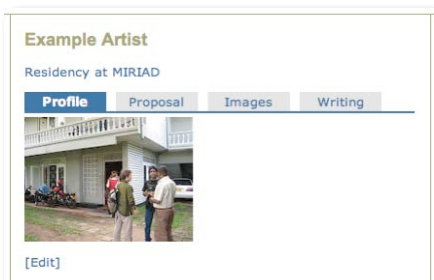 Example Artist
Residency at MIRIAD
Profile Proposal Images Writing
[Edit]